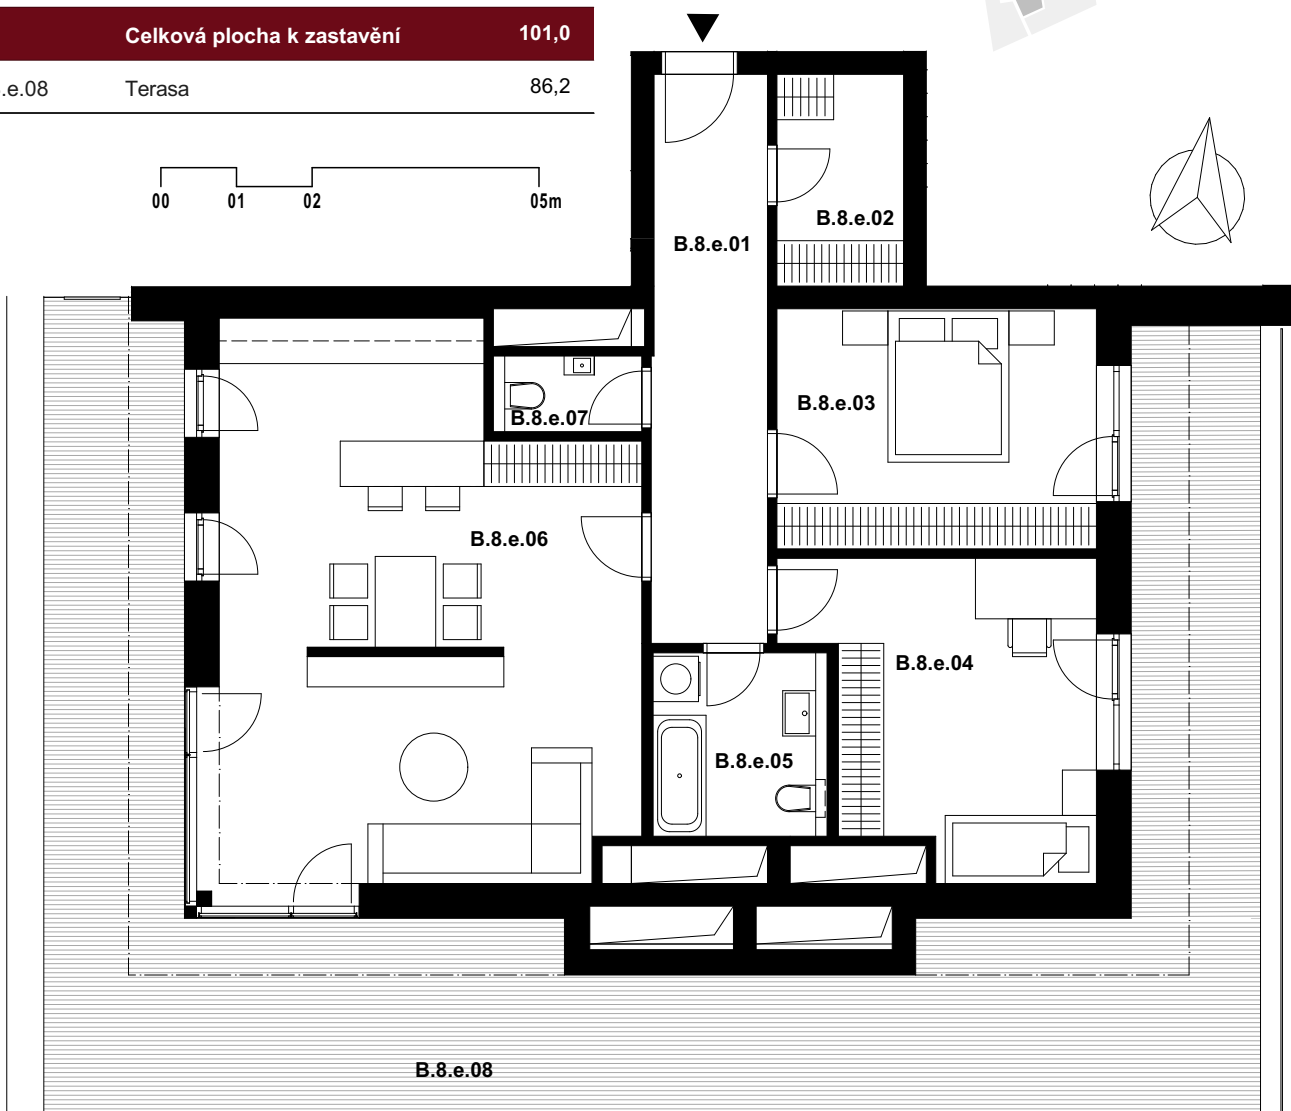 Celková plocha k zastavění 101,0
.e.08 Terasa 86,2
00 01 02 05m
B.8.e.01
B.8.e.02
B.8.e.03
B.8.e.07
B.8.e.06
B.8.e.04
B.8.e.05
B.8.e.08